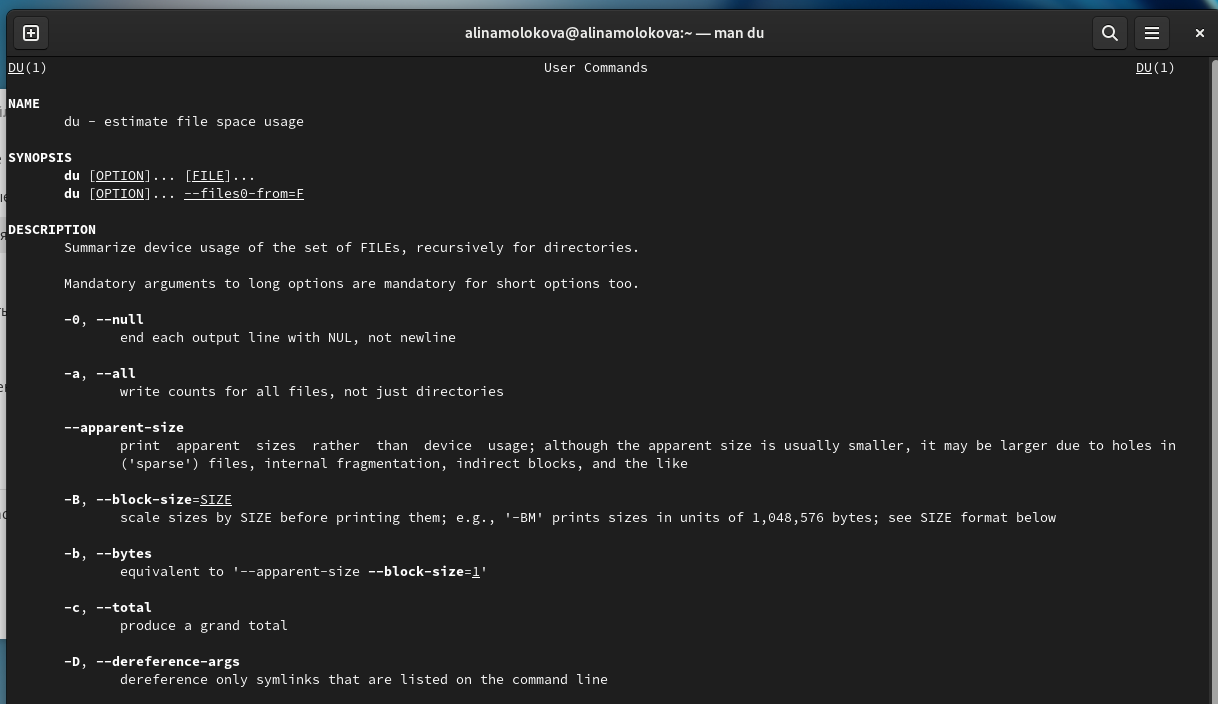 alinamolokova@alinamolokova:~ — man du
DU(1) User Commands DU(1)
NAME
du - estimate file space usage
SYNOPSIS
du [OPTION]... [FILE]...
du [OPTION]... --files0-from=F
DESCRIPTION
Summarize device usage of the set of FILEs, recursively for directories.
Mandatory arguments to long options are mandatory for short options too.
-0, --null
end each output line with NUL, not newline
-a, --all
write counts for all files, not just directories
--apparent-size
print apparent sizes rather than device usage; although the apparent size is usually smaller, it may be larger due to holes in
('sparse') files, internal fragmentation, indirect blocks, and the like
-B, --block-size=SIZE
scale sizes by SIZE before printing them; e.g., '-BM' prints sizes in units of 1,048,576 bytes; see SIZE format below
-b, --bytes
equivalent to '--apparent-size --block-size=1'
-c, --total
produce a grand total
-D, --dereference-args
dereference only symlinks that are listed on the command line